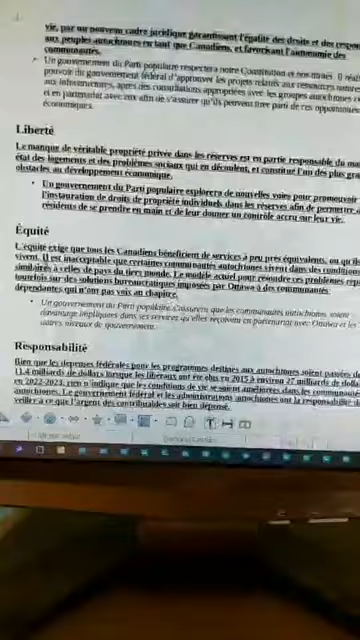 vie, par un nouveau cadre juridique garantissant l'égalité des droits et des respon
aux peuples autochtones en tant que Canadiens, et favorisant l'autonomie des
communautés.
Un gouvernement du Parti populaire respectera notre Constitution et nos traités. Il
pouvoir du gouvernement fédéral d'approuver les projets relatifs aux ressources nature
aux infrastructures, après des consultations appropriées avec les groupes autochtones c
et en partenariat avec eux afin de s'assurer qu'ils peuvent tirer parti de ces opportunités
économiques.
Liberté
Le manque de véritable propriété privée dans les réserves est en partie responsable du ma
état des logements et des problèmes sociaux qui en découlent, et constitue l'un des plus gra
obstacles au développement économique.
• Un gouvernement du Parti populaire explorera de nouvelles voies pour promouvoir
l'instauration de droits de propriété individuels dans les réserves afin de permettre a
résidents de se prendre en main et de leur donner un contrôle accru sur leur vie.
Équité
L'équité exige que tous les Canadiens bénéficient de services à peu près équivalents, où qu'ils
vivent. Il est inacceptable que certaines communautés autochtones vivent dans des conditions
similaires à celles de pays du tiers monde. Le modèle actuel pour résoudre ces problèmes rep
toutefois sur des solutions bureaucratiques imposées par Ottawa à des communautés
dépendantes qui n'ont pas voix au chapitre.
• Un gouvernement du Parti populaire s'assurera que les communautés autochtones soient
davantage impliquées dans les services qu'elles reçoivent en partenariat avec Ottawa et les
autres niveaux de gouvernement.
Responsabilité
Bien que les dépenses fédérales pour les programmes destinés aux autochtones soient passées de
11,4 milliards de dollars lorsque les libéraux ont été élus en 2015 à environ 27 milliards de dolla
en 2022-2023, rien n'indique que les conditions de vie se soient améliorées dans les communauté
autochtones. Le gouvernement fédéral et les administrations autochtones ont la responsabilité de
veiller à ce que l'argent des contribuables soit bien dépensé.